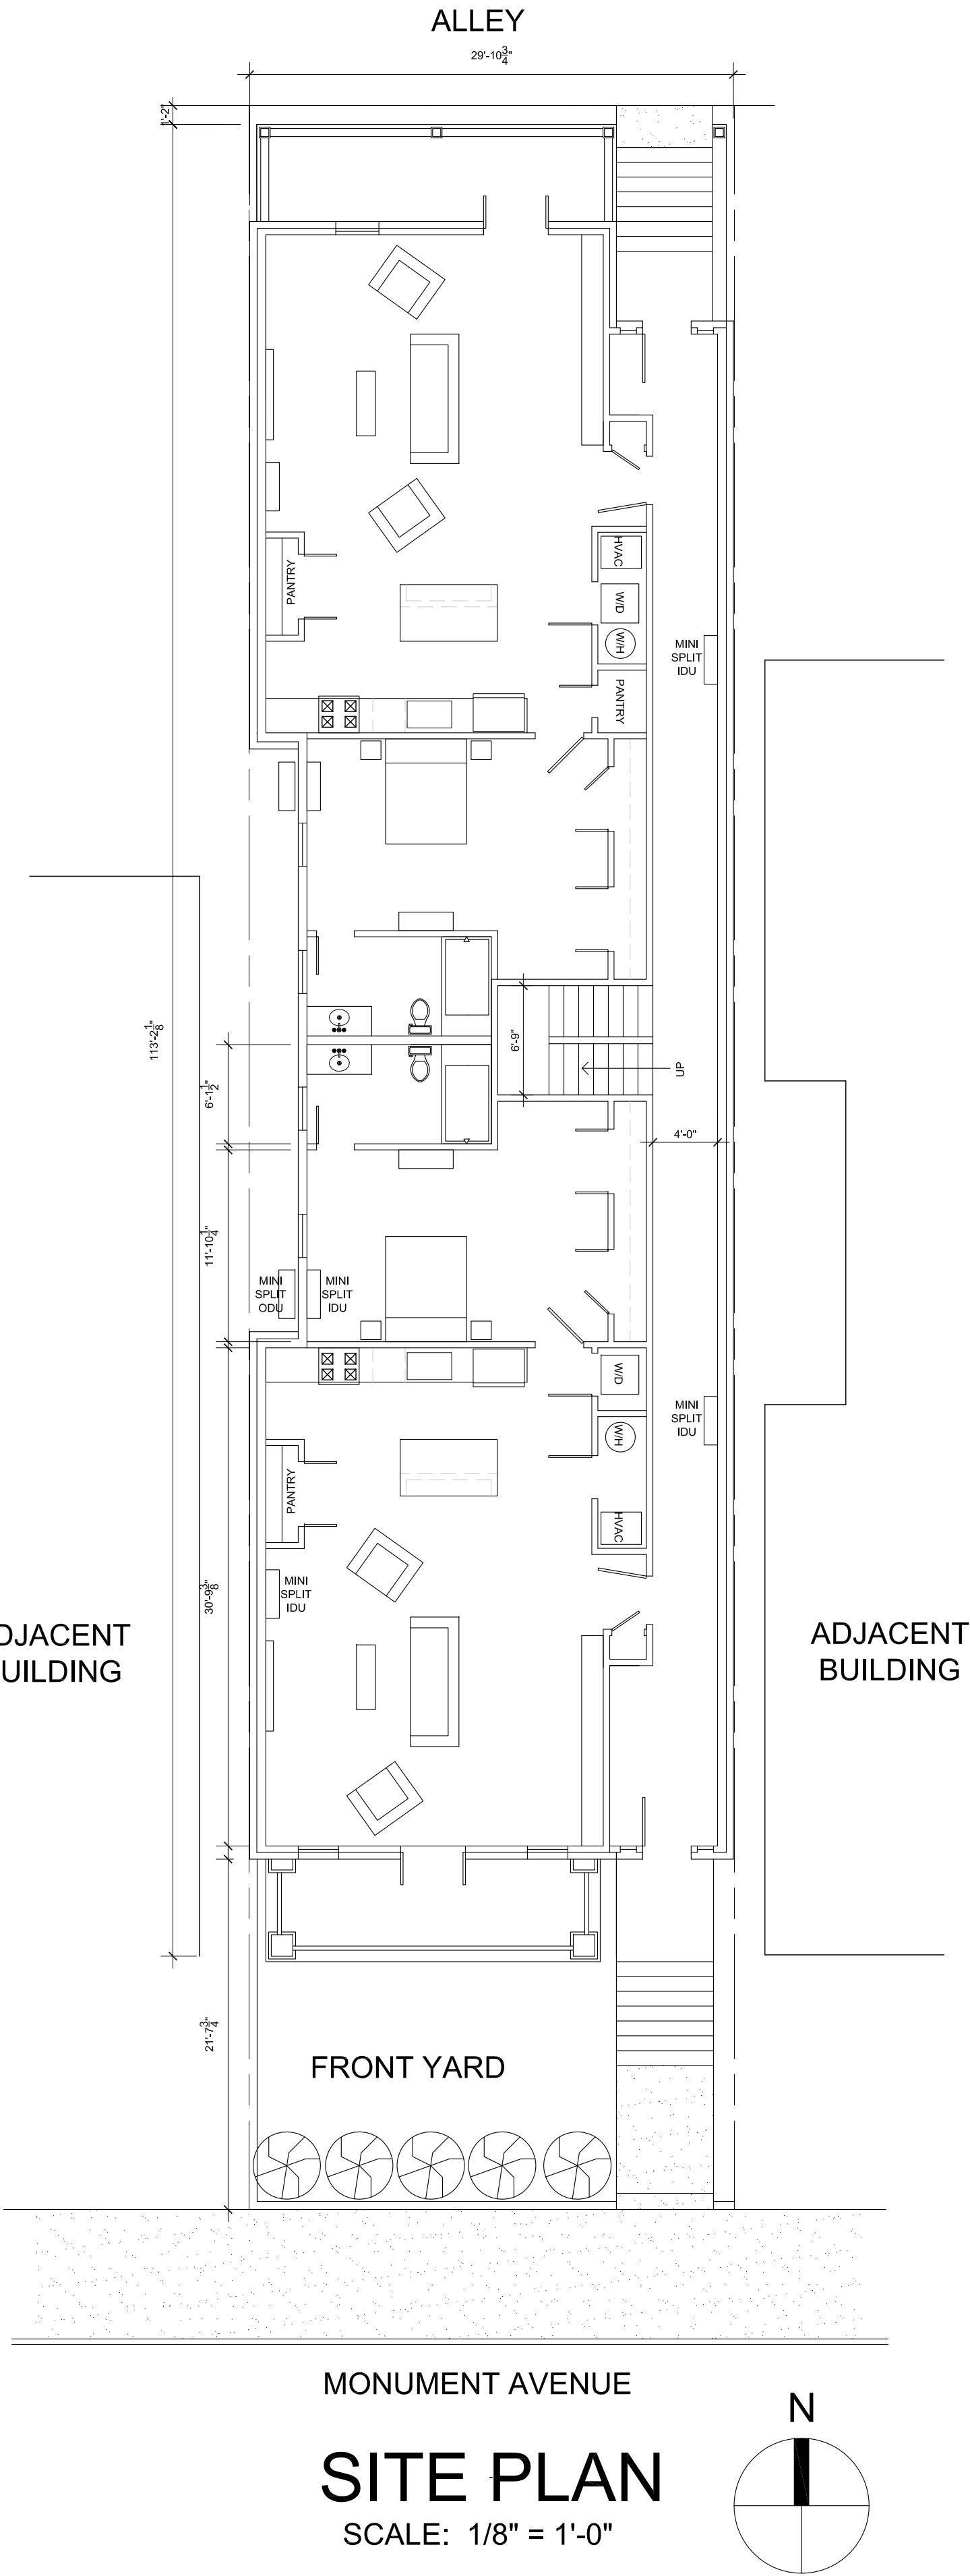 ALLEY
29'-10 3/4"
1'-2"
HVAC
PANTRY
W/D
W/H
MINI
SPLIT
IDU
PANTRY
113'-2 1/8"
6'-9"
6'-1 1/2"
UP
4'-0"
11'-10 1/4"
MINI
SPLIT
ODU
MINI
SPLIT
IDU
W/D
MINI
SPLIT
IDU
W/H
PANTRY
HVAC
MINI
SPLIT
IDU
30'-9 3/8"
DJACENT
UILDING
ADJACENT
BUILDING
21'-7 3/4"
FRONT YARD
MONUMENT AVENUE
N
SITE PLAN
SCALE: 1/8" = 1'-0"